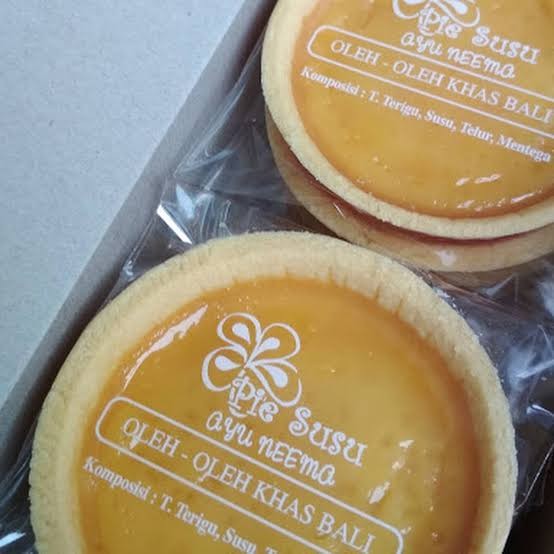 Pie Susu
ayu neema
OLEH - OLEH KHAS BALI
Komposisi : T. Terigu, Susu, Telur, Mentega
Pie Susu
ayu neema
OLEH - OLEH KHAS BALI
Komposisi : T. Terigu, Susu,